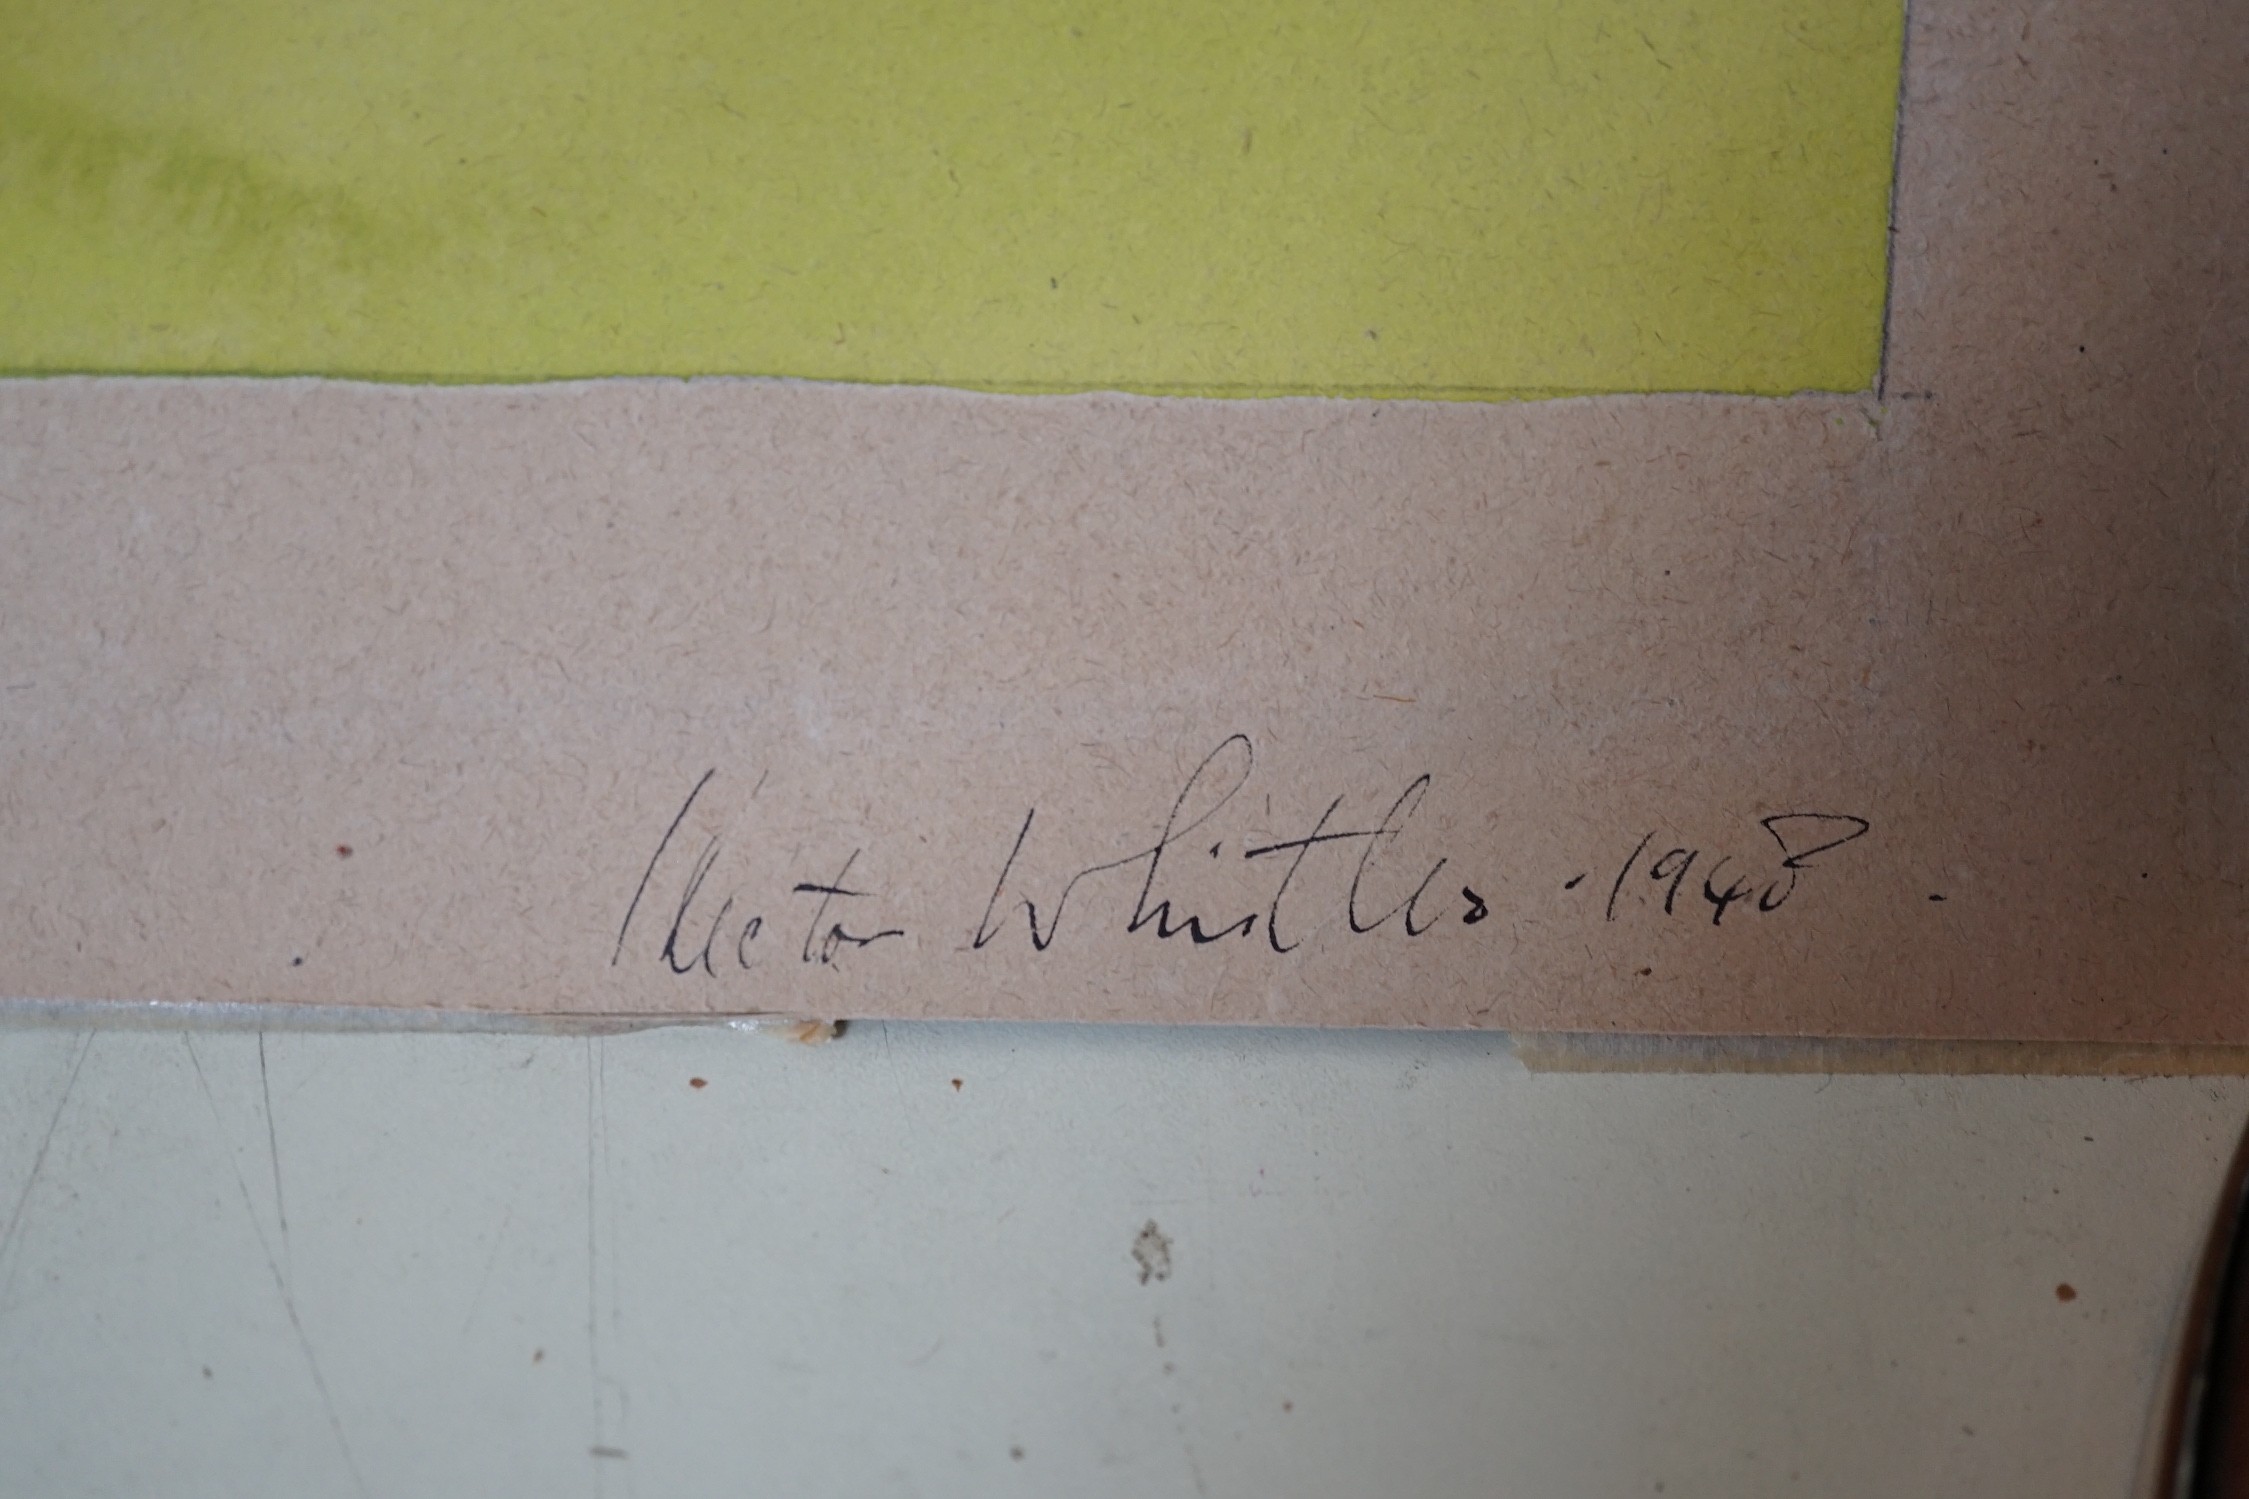 Hector Whistler · 1948 .